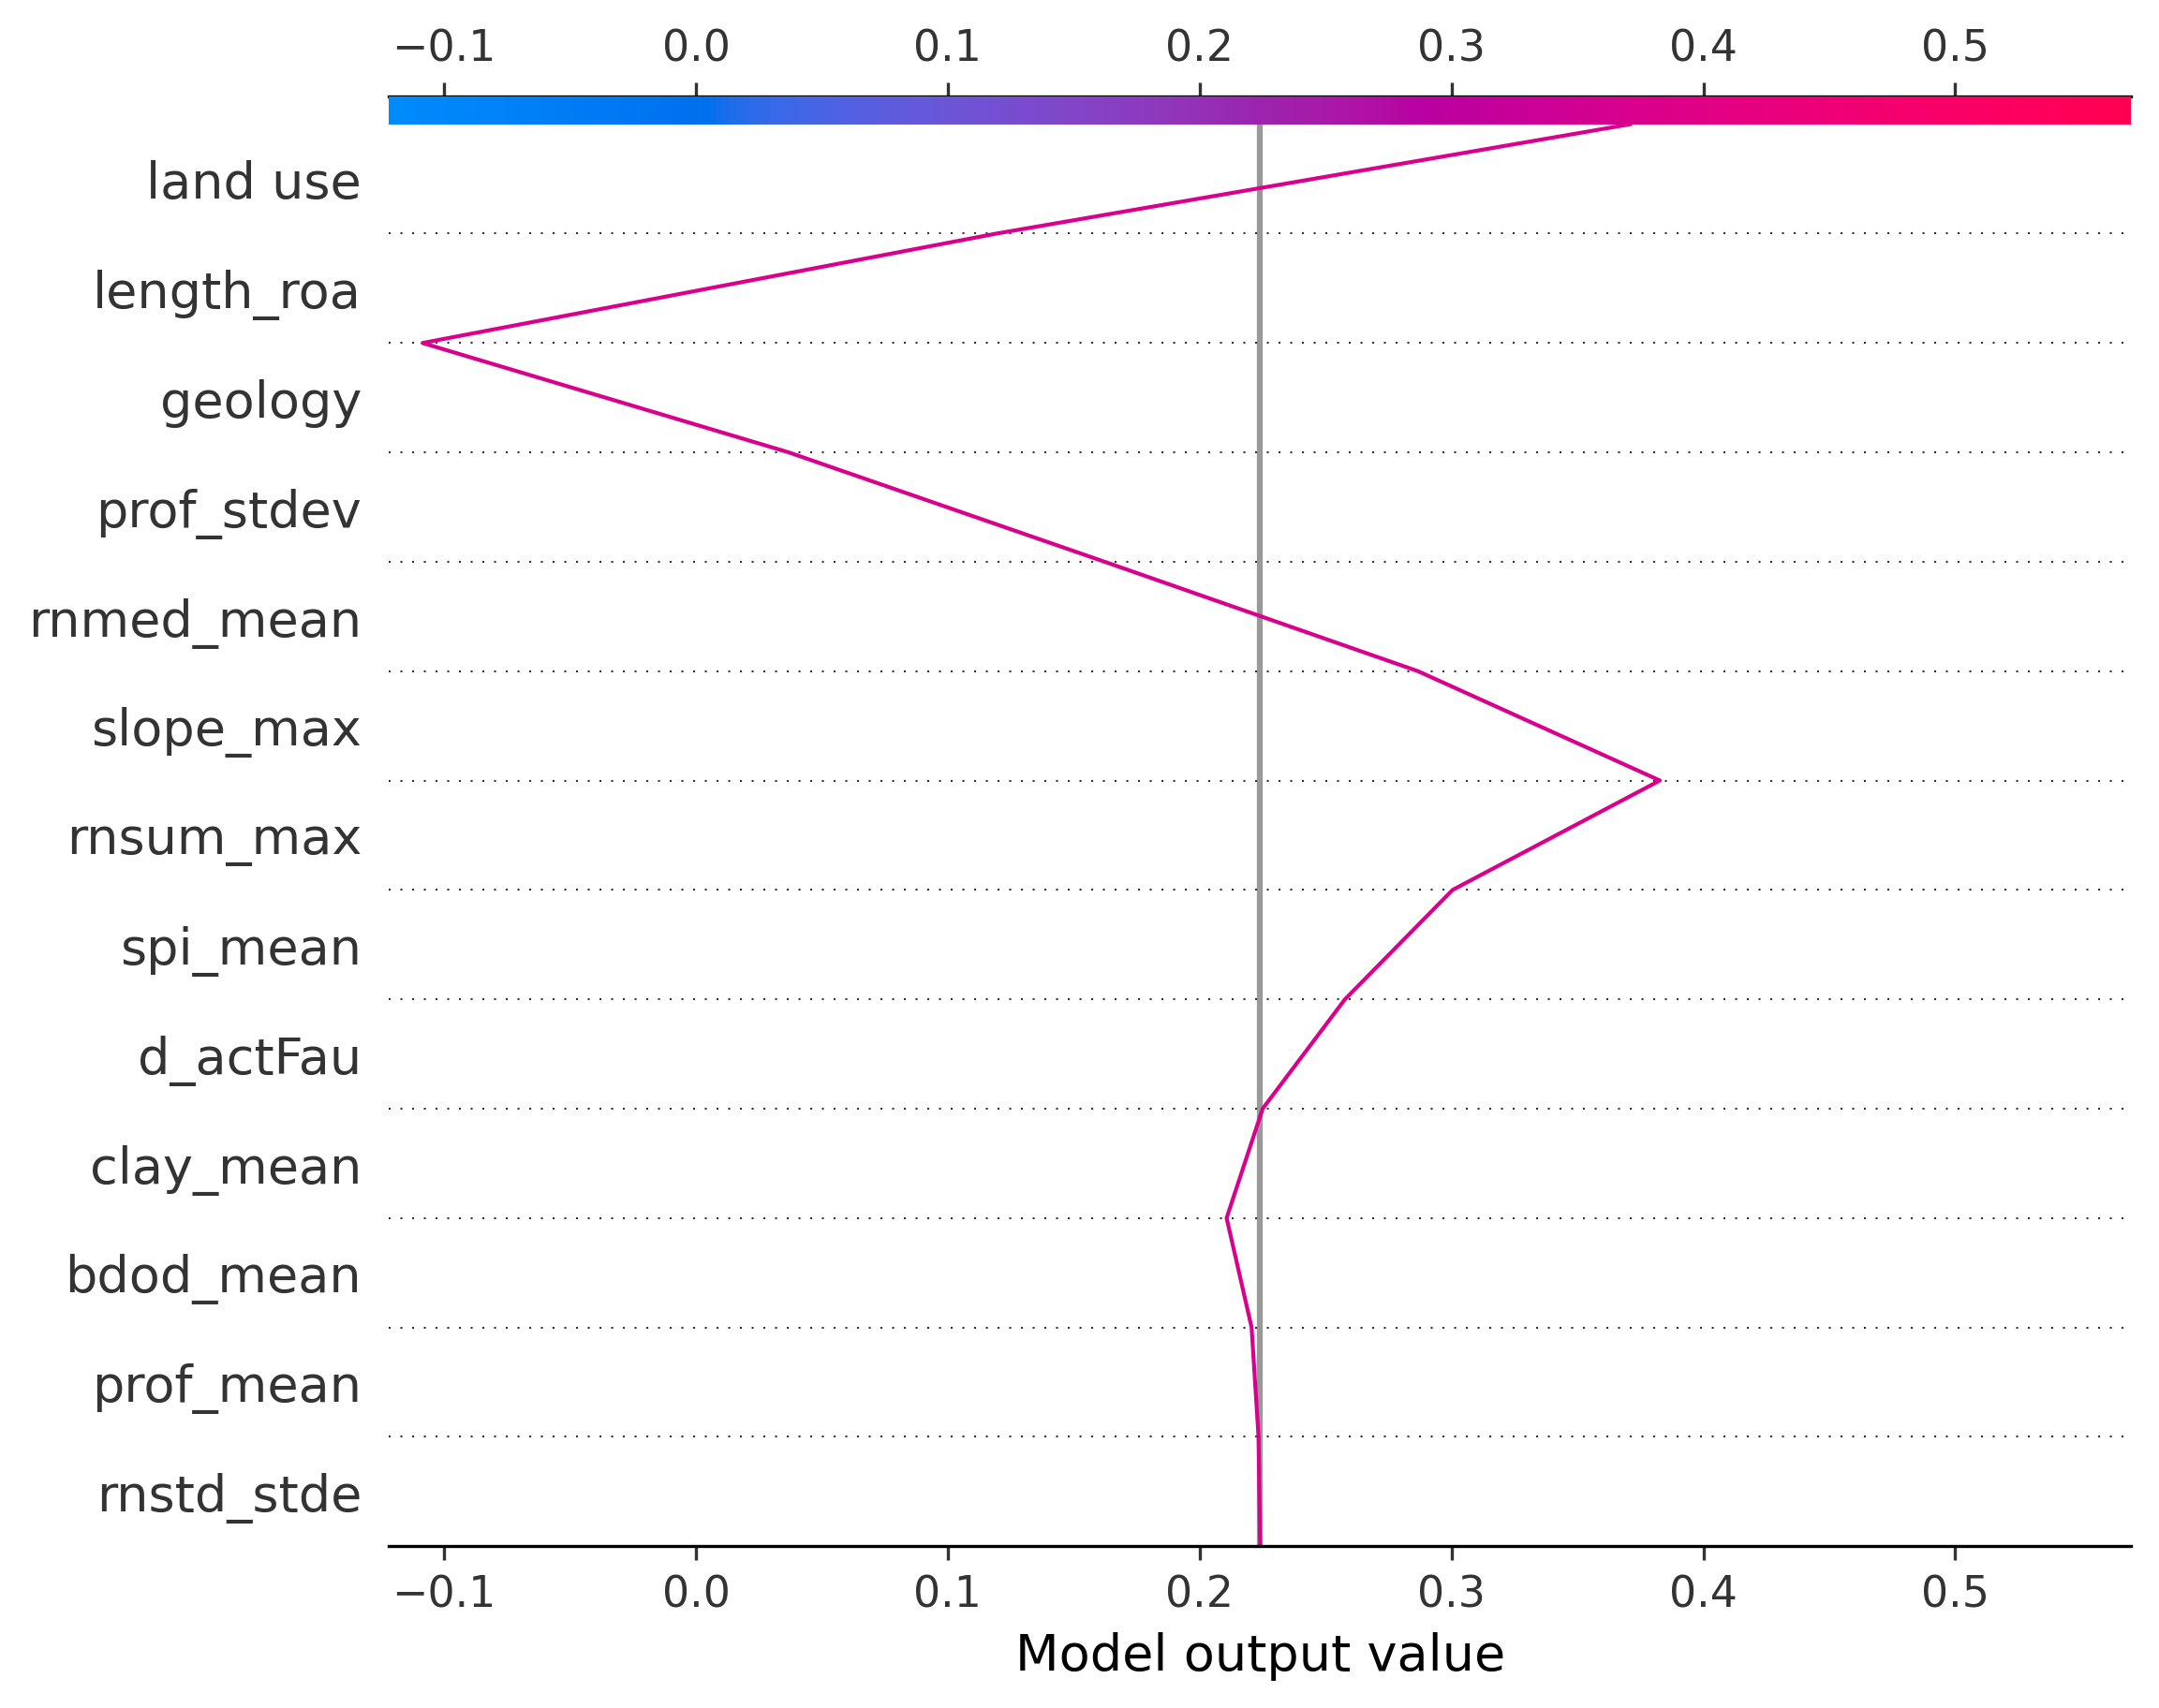 −0.1 0.0 0.1 0.2 0.3 0.4 0.5
land use
length_roa
geology
prof_stdev
rnmed_mean
slope_max
rnsum_max
spi_mean
d_actFau
clay_mean
bdod_mean
prof_mean
rnstd_stde
−0.1 0.0 0.1 0.2 0.3 0.4 0.5
Model output value